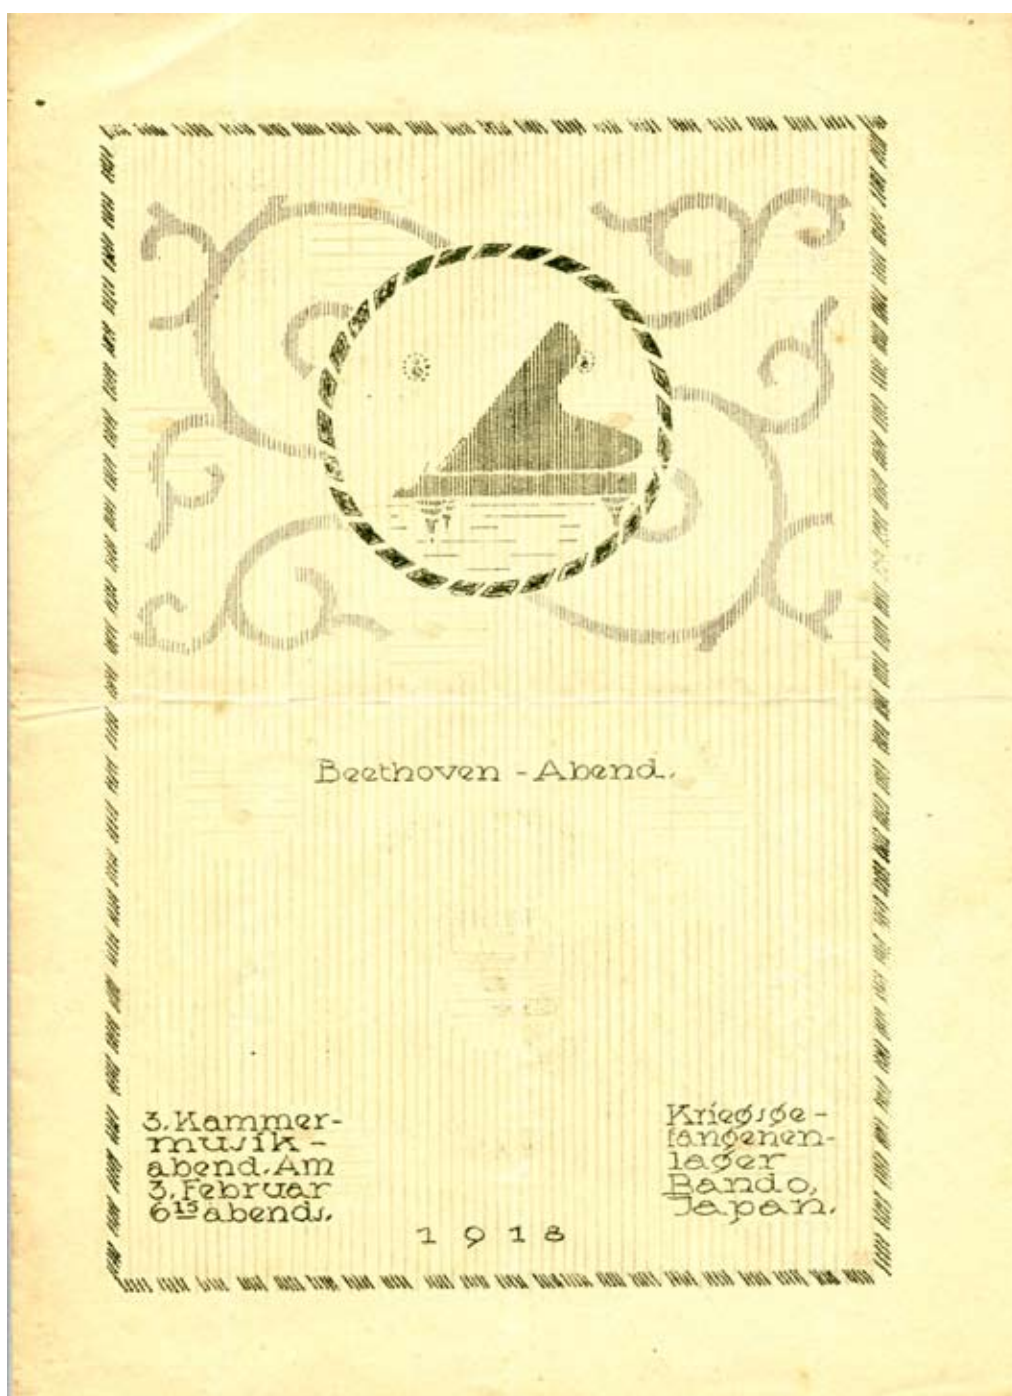 Beethoven - Abend.
3. Kammer-
musik -
abend. Am
3. Februar
6¹⁵ abends.
Kriegsge -
fangenen-
lager
Bando,
Japan.
1918